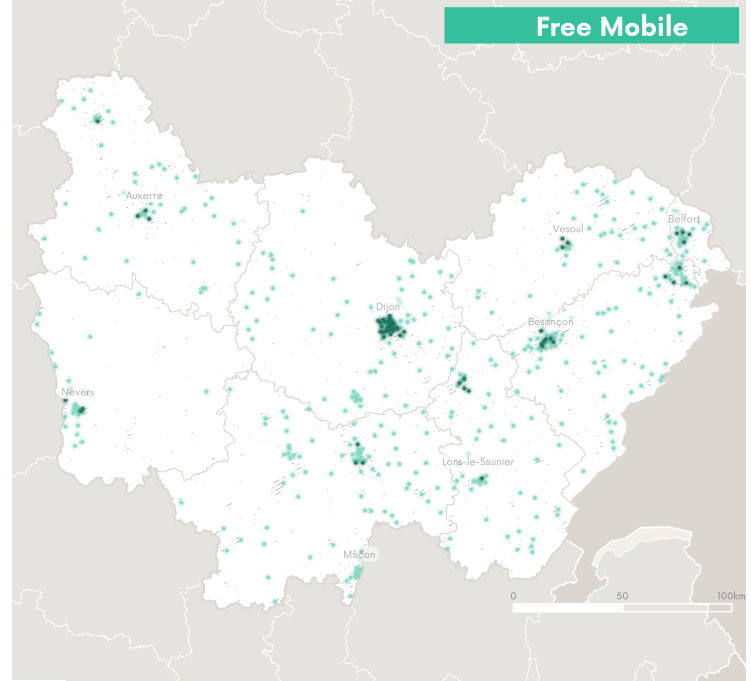 Free Mobile
Auxerre
Belfort
Vesoul
Dijon
Besançon
Nevers
Lons-le-Saunier
Mâcon
0 50 100km